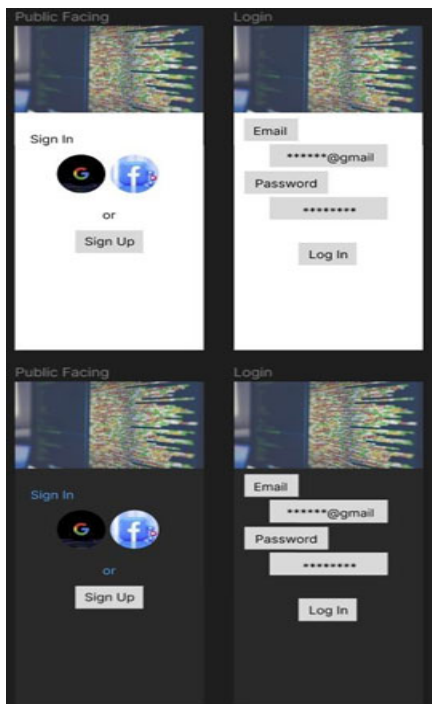 Public Facing
Login
Sign In
G f
or
Sign Up
Email
******@gmail
Password
********
Log In
Public Facing
Login
Sign In
G f
or
Sign Up
Email
******@gmail
Password
********
Log In